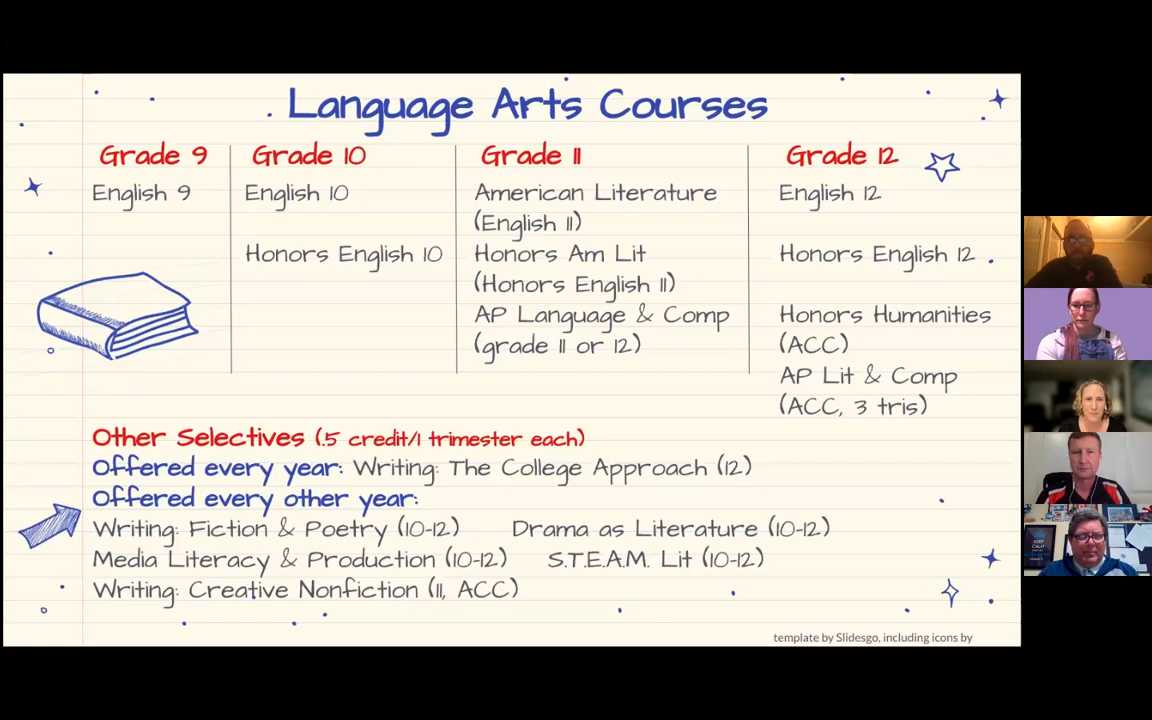 Language Arts Courses
Grade 9
English 9
Grade 10
English 10
Honors English 10
Grade 11
American Literature
(English 11)
Honors Am Lit
(Honors English 11)
AP Language & Comp
(grade 11 or 12)
Grade 12
English 12
Honors English 12
Honors Humanities
(ACC)
AP Lit & Comp
(ACC, 3 tris)
Other Selectives (.5 credit/1 trimester each)
Offered every year: Writing: The College Approach (12)
Offered every other year:
Writing: Fiction & Poetry (10-12) Drama as Literature (10-12)
Media Literacy & Production (10-12) S.T.E.A.M. Lit (10-12)
Writing: Creative Nonfiction (11, ACC)
template by Slidesgo, including icons by
KEEP
CALM